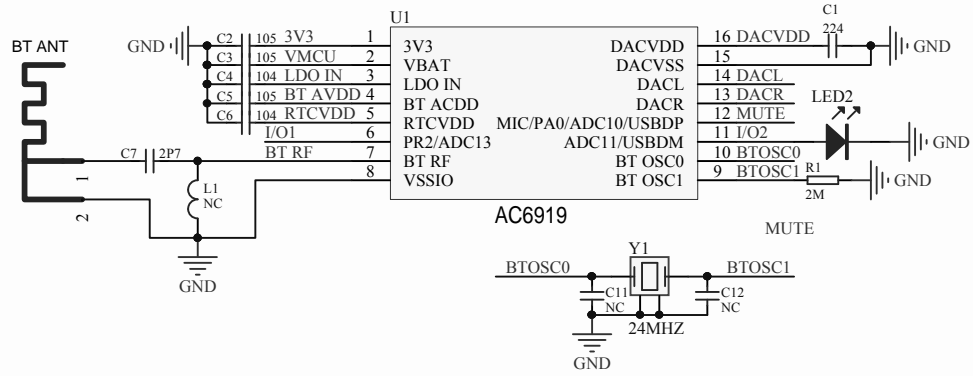 U1
BT ANT
GND
C2 105 3V3 1 3V3
C3 105 VMCU 2 VBAT
C4 104 LDO IN 3 LDO IN
C5 105 BT AVDD 4 BT ACDD
C6 104 RTCVDD 5 RTCVDD
I/O1 6 PR2/ADC13
BT RF 7 BT RF
8 VSSIO
C7 2P7
1
2
L1
NC
GND
C1
224
DACVDD 16 DACVDD
GND
DACVSS 15
DACL 14 DACL
DACR 13 DACR
MIC/PA0/ADC10/USBDP 12 MUTE
ADC11/USBDM 11 I/O2
BT OSC0 10 BTOSC0
BT OSC1 9 BTOSC1
LED2
GND
R1
2M
GND
AC6919
MUTE
Y1
BTOSC0
BTOSC1
C11
NC
C12
NC
24MHZ
GND